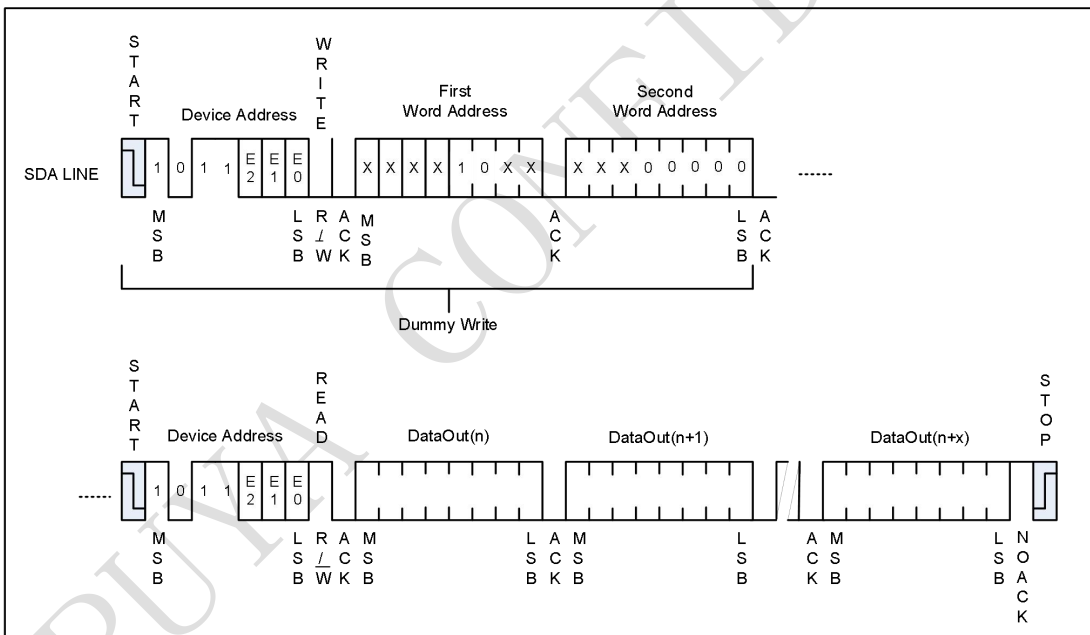 START
Device Address
WRITE
First
Word Address
Second
Word Address
SDA LINE
1 0 1 1 E2 E1 E0
X X X X 1 0 X X
X X X 0 0 0 0 0
MSB
LSB
R/W
ACK
MSB
ACK
LSB
ACK
Dummy Write
START
Device Address
READ
DataOut(n)
DataOut(n+1)
DataOut(n+x)
STOP
1 0 1 1 E2 E1 E0
MSB
LSB
R/W
ACK
MSB
LSB
ACK
MSB
LSB
ACK
MSB
LSB
NOACK
PUYA CONFID